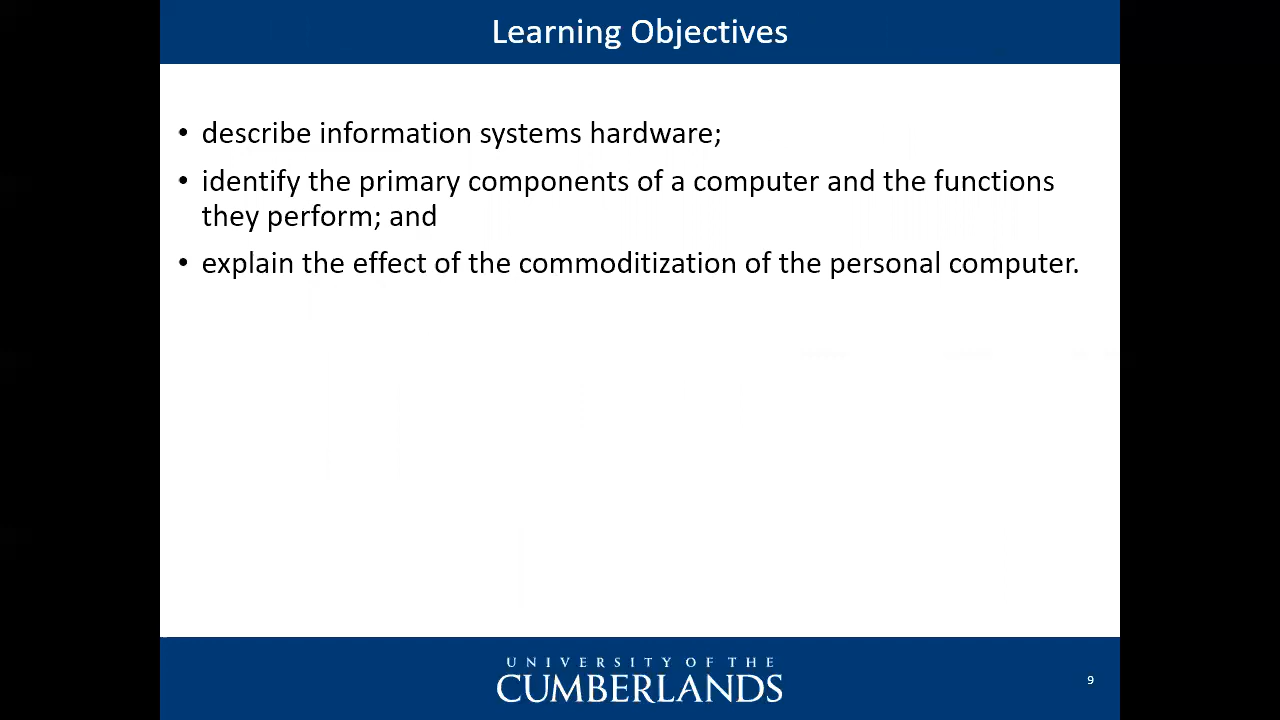 Learning Objectives
• describe information systems hardware;
• identify the primary components of a computer and the functions
they perform; and
• explain the effect of the commoditization of the personal computer.
UNIVERSITY OF THE
CUMBERLANDS
9